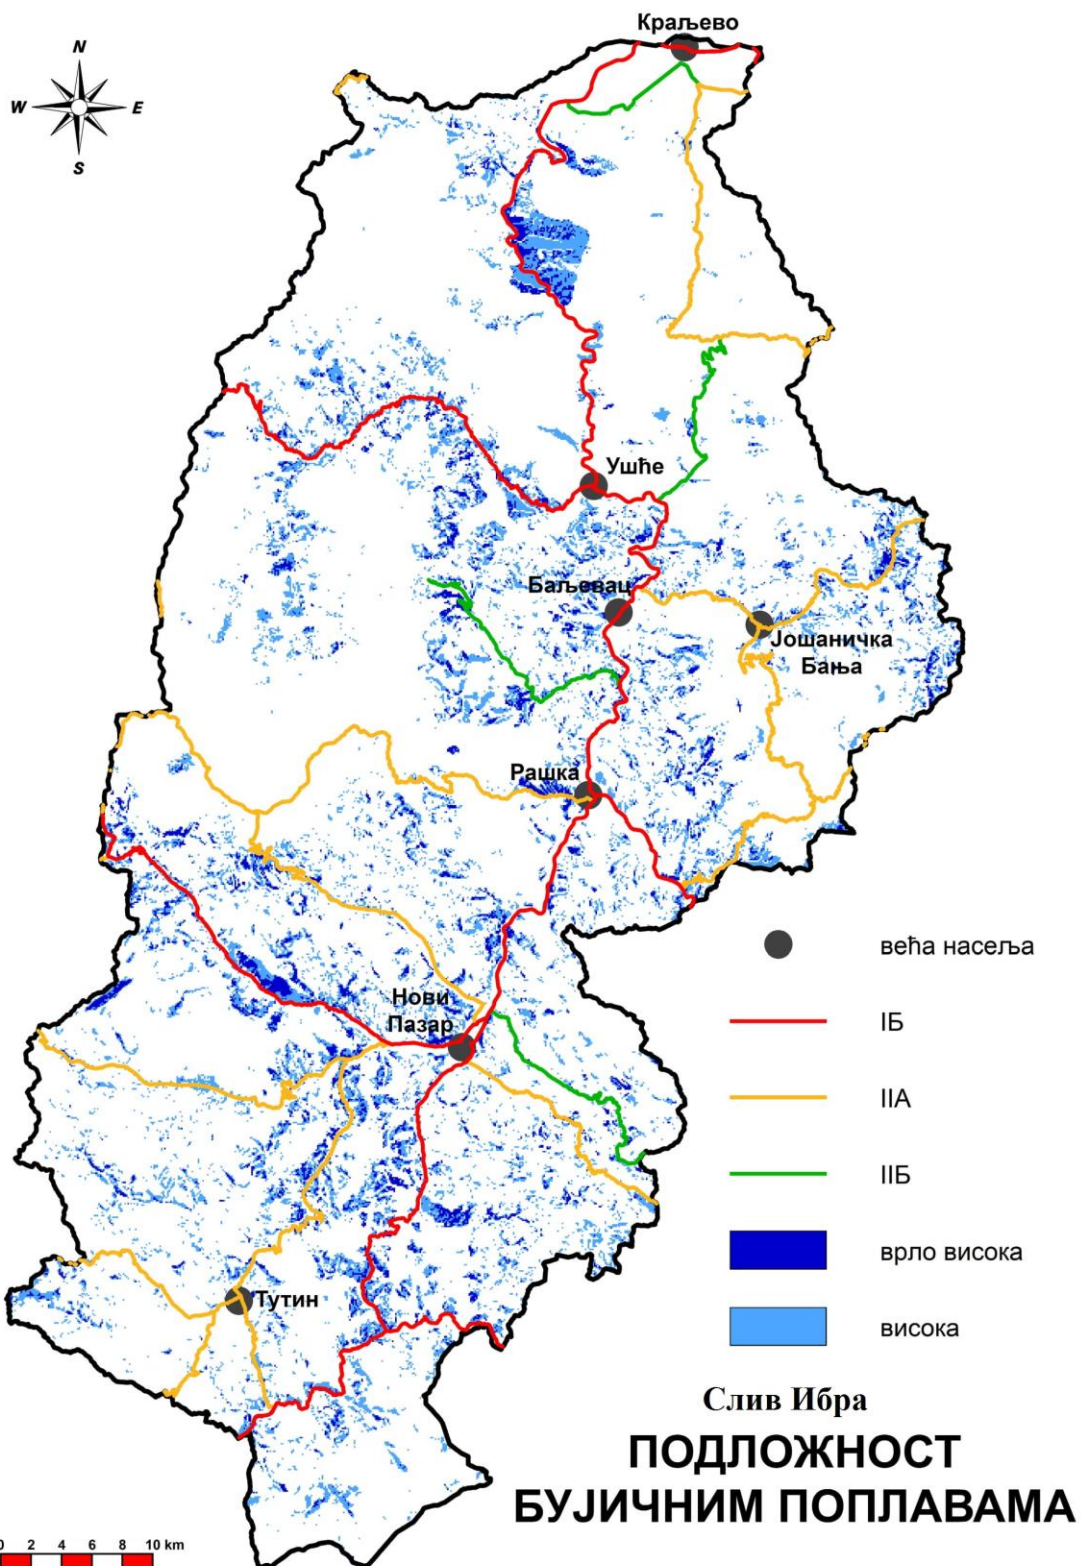 Краљево
N
W E
S
Ушће
Баљевац
Јошаничка
Бања
Рашка
већа насеља
Нови
Пазар
IБ
IIА
IIБ
врло висока
Тутин
висока
Слив Ибра
ПОДЛОЖНОСТ
БУЈИЧНИМ ПОПЛАВАМА
0 2 4 6 8 10 km